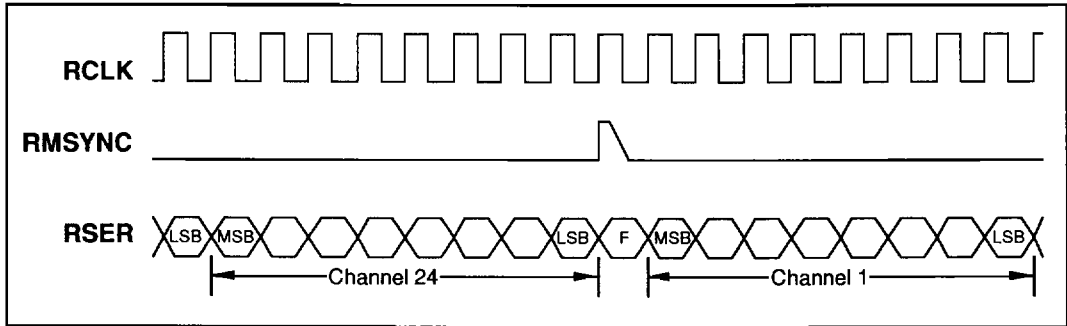 RCLK
RMSYNC
RSER LSB MSB LSB F MSB LSB
Channel 24 Channel 1